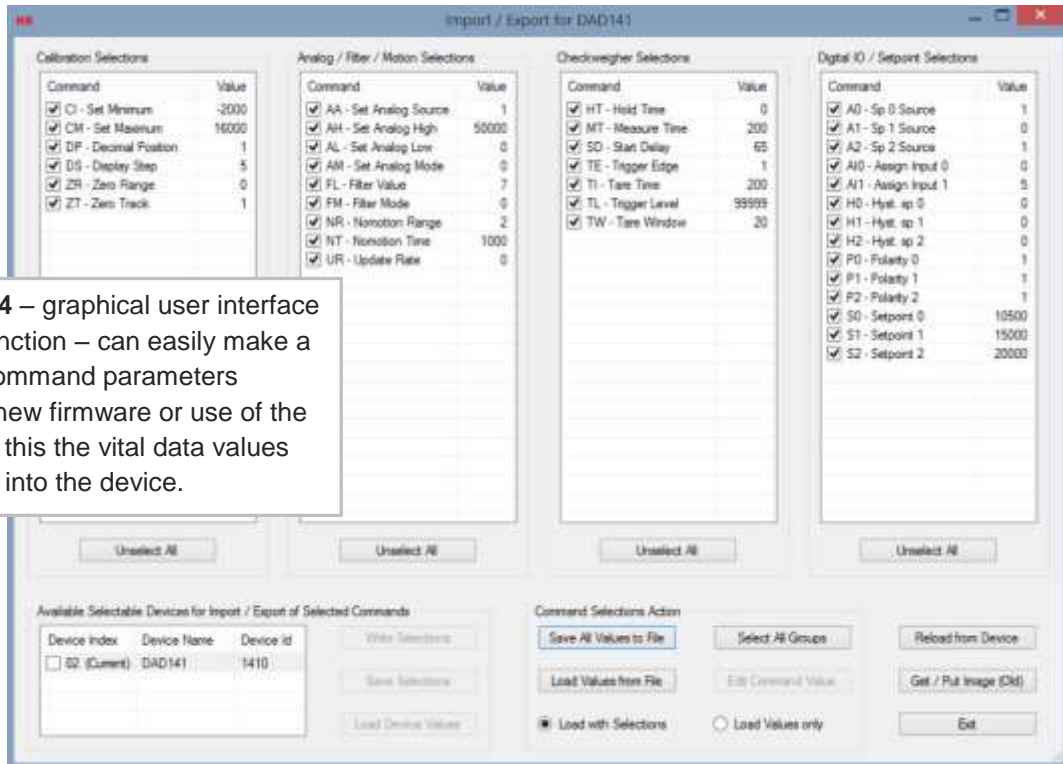 Import / Export for DAD141
Calibration Selections
Command Value
CI - Set Minimum -2000
CM - Set Maximum 16000
DP - Decimal Position 1
DS - Display Step 5
ZR - Zero Range 0
ZT - Zero Track 1
Unselect All
Analog / Filter / Motion Selections
Command Value
AA - Set Analog Source 1
AH - Set Analog High 50000
AL - Set Analog Low 0
AM - Set Analog Mode 0
FL - Filter Value 7
FM - Filter Mode 0
NR - Nomotion Range 2
NT - Nomotion Time 1000
UR - Update Rate 0
Unselect All
Checkweigher Selections
Command Value
HT - Hold Time 0
MT - Measure Time 200
SD - Start Delay 65
TE - Trigger Edge 1
TI - Tare Time 200
TL - Trigger Level 99999
TW - Tare Window 20
Unselect All
Digital IO / Setpoint Selections
Command Value
A0 - Sp 0 Source 1
A1 - Sp 1 Source 0
A2 - Sp 2 Source 1
AI0 - Assign Input 0 0
AI1 - Assign Input 1 5
H0 - Hyst. sp 0 0
H1 - Hyst. sp 1 0
H2 - Hyst. sp 2 0
P0 - Polarity 0 1
P1 - Polarity 1 1
P2 - Polarity 2 1
S0 - Setpoint 0 10500
S1 - Setpoint 1 15000
S2 - Setpoint 2 20000
Unselect All
4 – graphical user interface
nction – can easily make a
ommand parameters
new firmware or use of the
this the vital data values
into the device.
Available Selectable Devices for Import / Export of Selected Commands
Device Index Device Name Device Id
02 (Current) DAD141 1410
Write Selections
Save Selections
Load Device Values
Command Selections Action
Save All Values to File
Select All Groups
Load Values from File
Edit Command Value
Load with Selections
Load Values only
Reload from Device
Get / Put Image (Old)
Exit